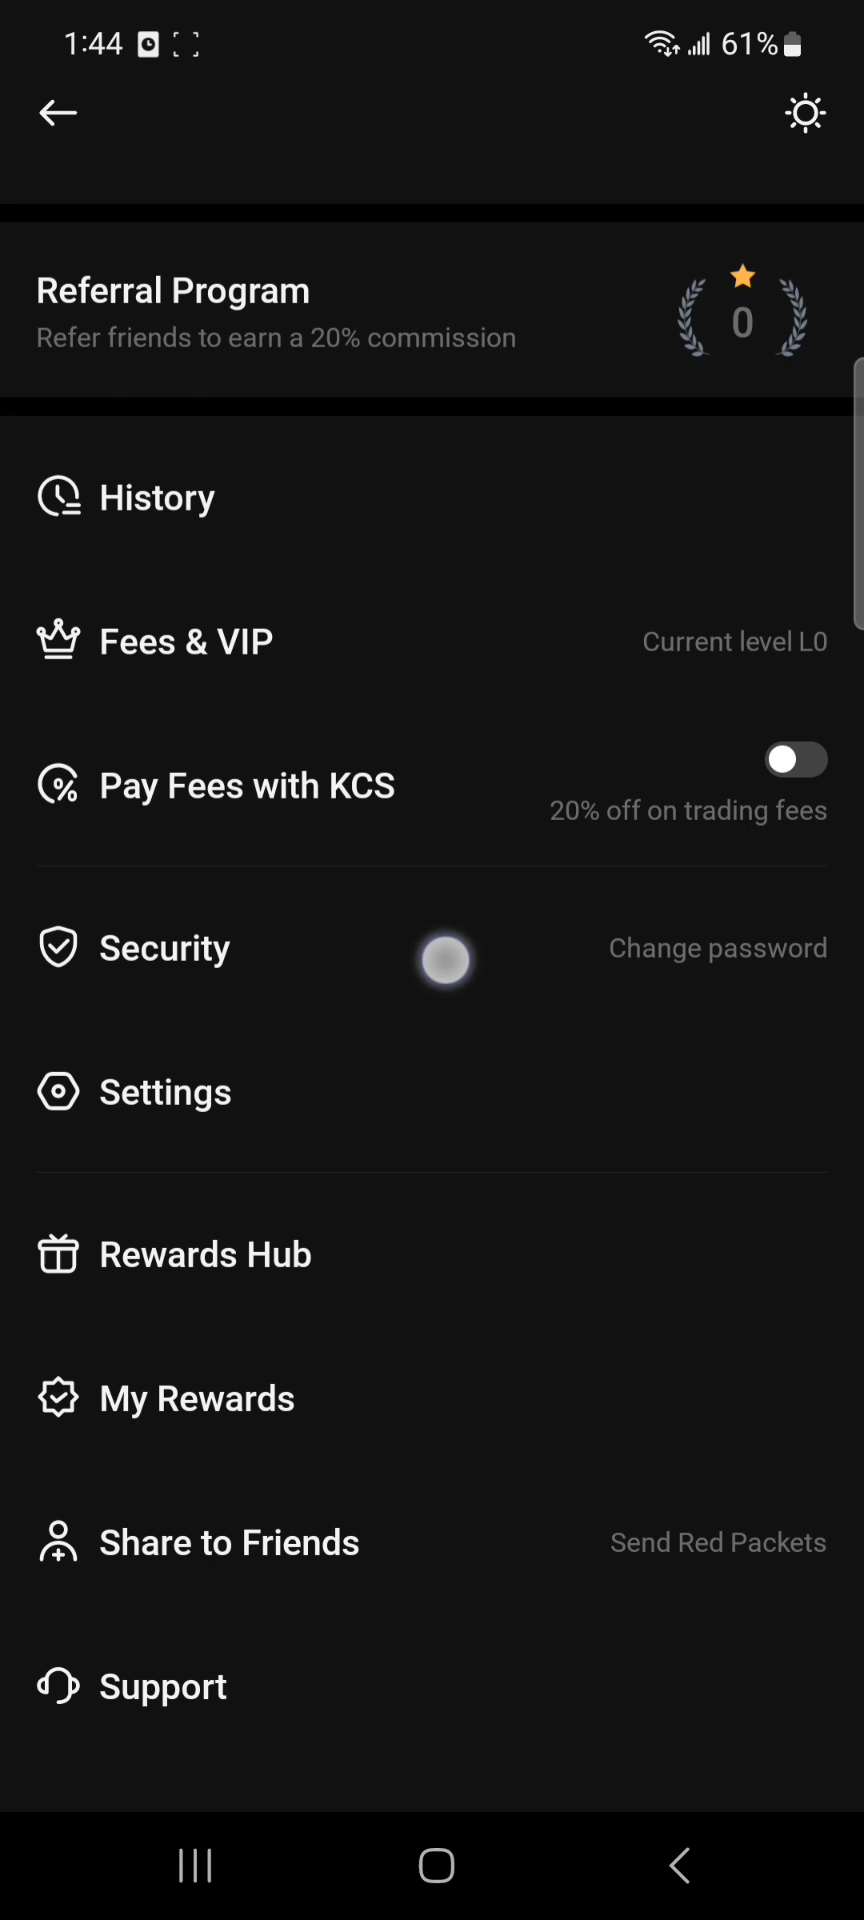 1:44
61%
Referral Program
Refer friends to earn a 20% commission
0
History
Fees & VIP
Current level L0
Pay Fees with KCS
20% off on trading fees
Security
Change password
Settings
Rewards Hub
My Rewards
Share to Friends
Send Red Packets
Support